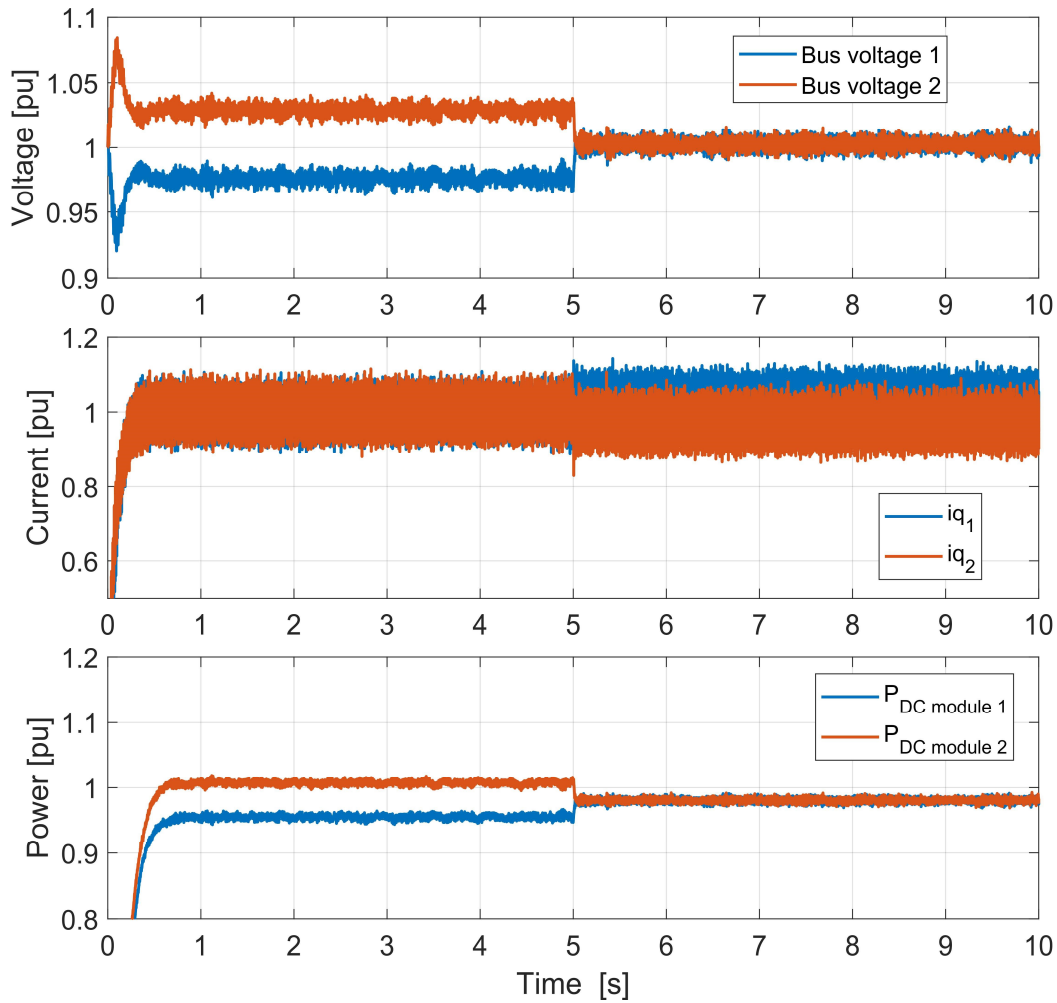 1.1
1.05
1
0.95
0.9
Voltage [pu]
Bus voltage 1
Bus voltage 2
0 1 2 3 4 5 6 7 8 9 10
1.2
1
0.8
0.6
Current [pu]
iq1
iq2
0 1 2 3 4 5 6 7 8 9 10
1.2
1.1
1
0.9
0.8
Power [pu]
PDC module 1
PDC module 2
0 1 2 3 4 5 6 7 8 9 10
Time [s]